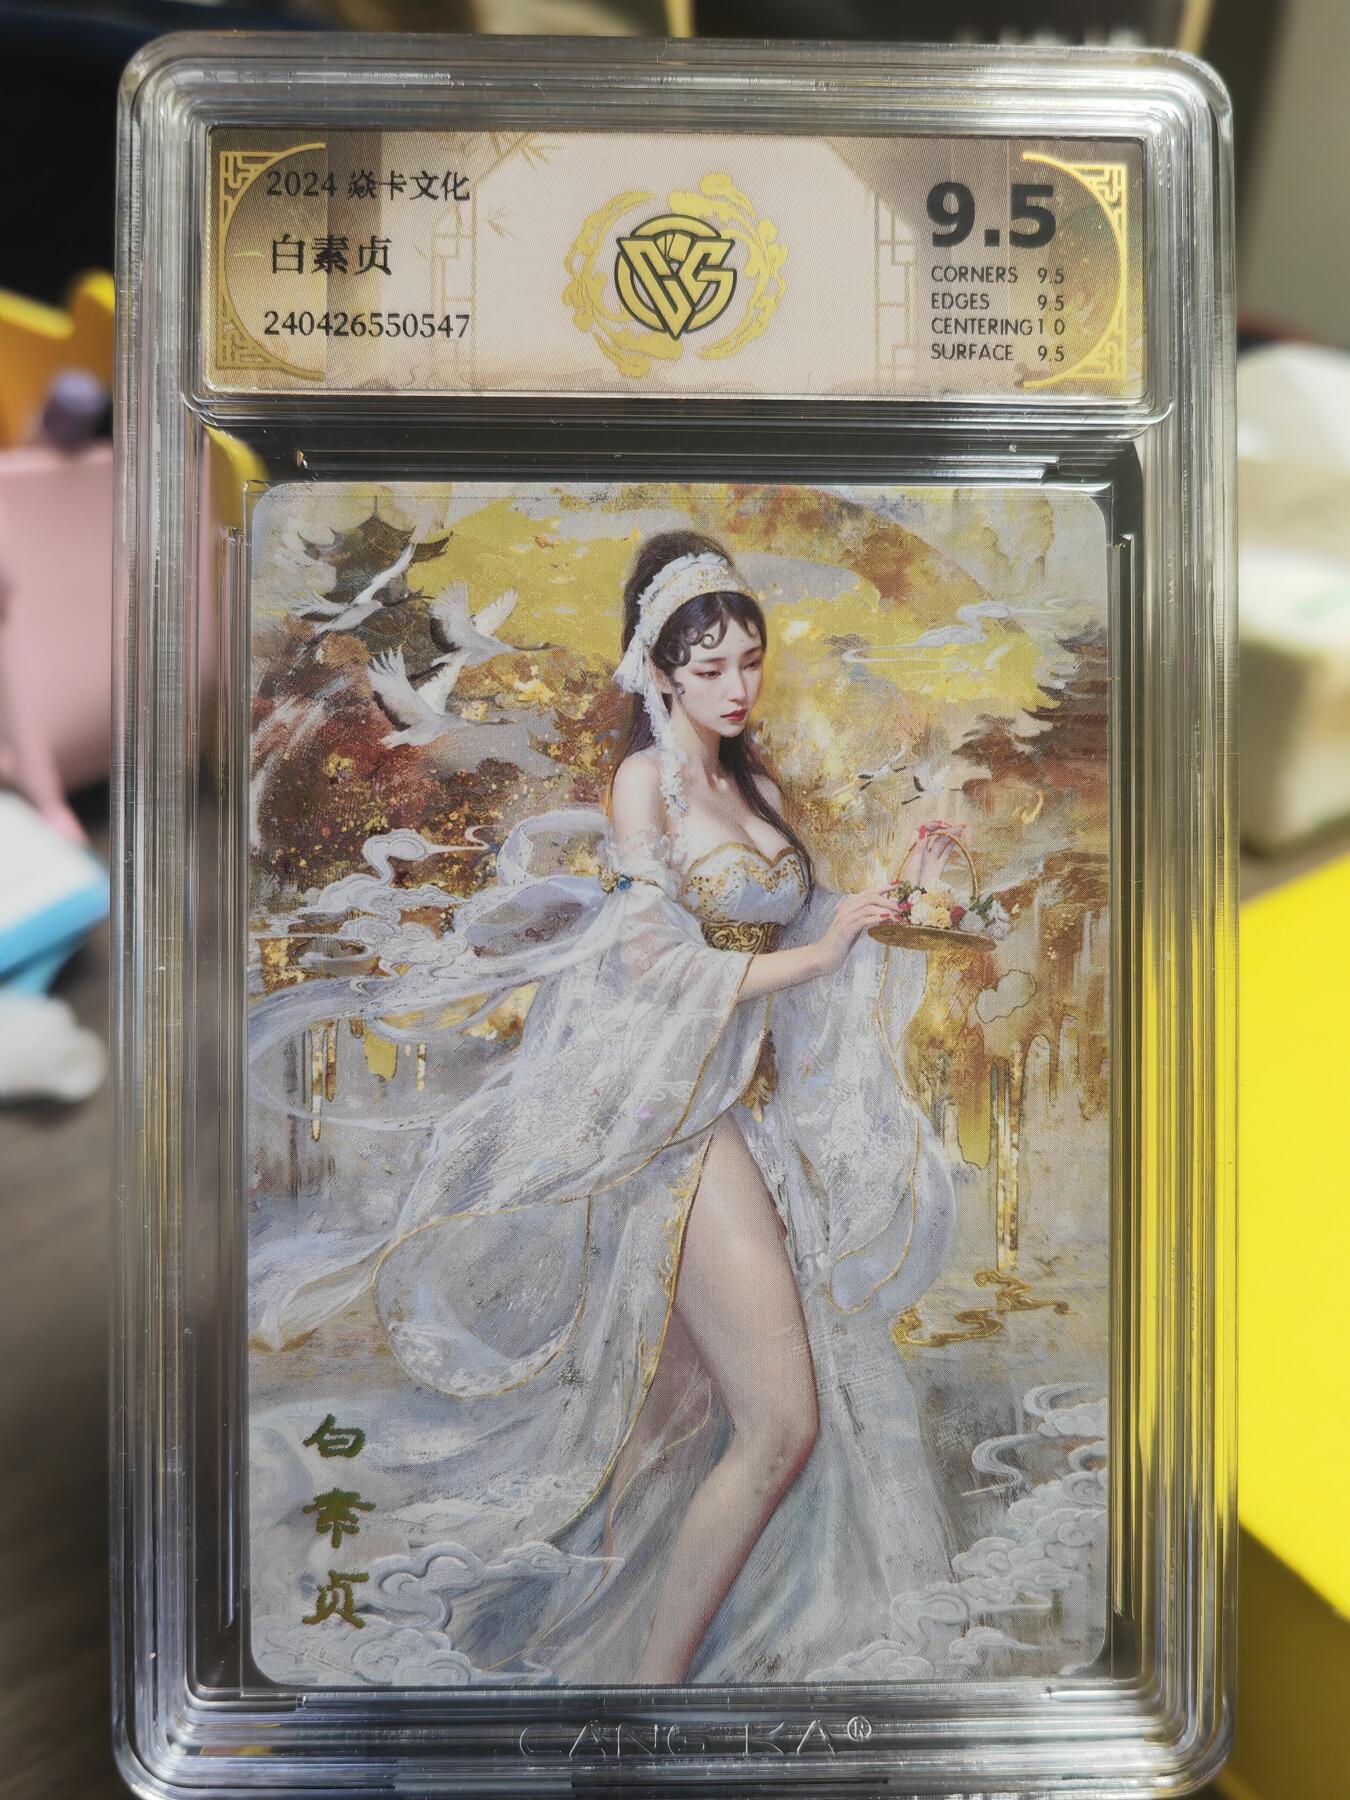 2024 焱卡文化
白素贞
240426550547
9.5
CORNERS 9.5
EDGES 9.5
CENTERING 10
SURFACE 9.5
白
素
贞
CANG KA®